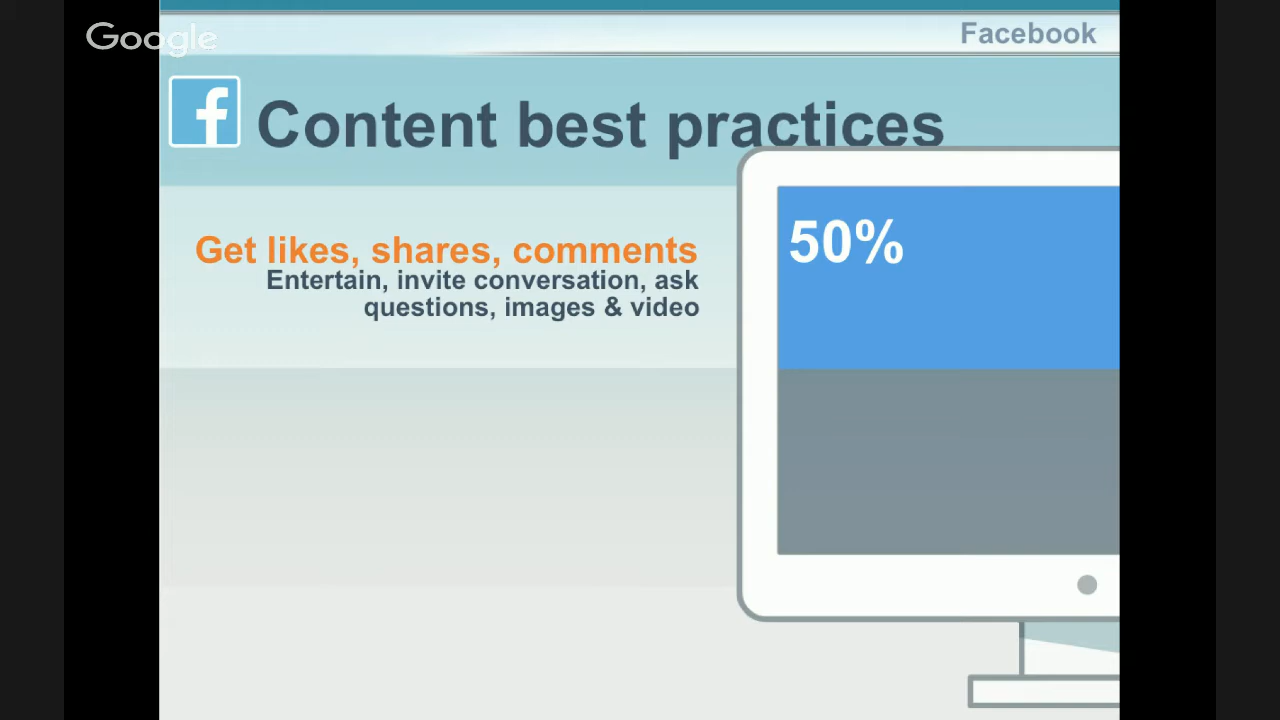 Google
Facebook
f
Content best practices
50%
Get likes, shares, comments
Entertain, invite conversation, ask
questions, images & video